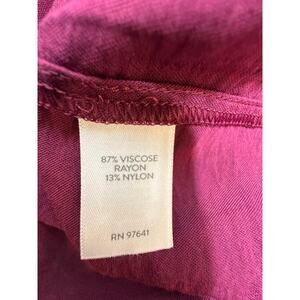 87% VISCOSE
RAYON
13% NYLON
RN 97641